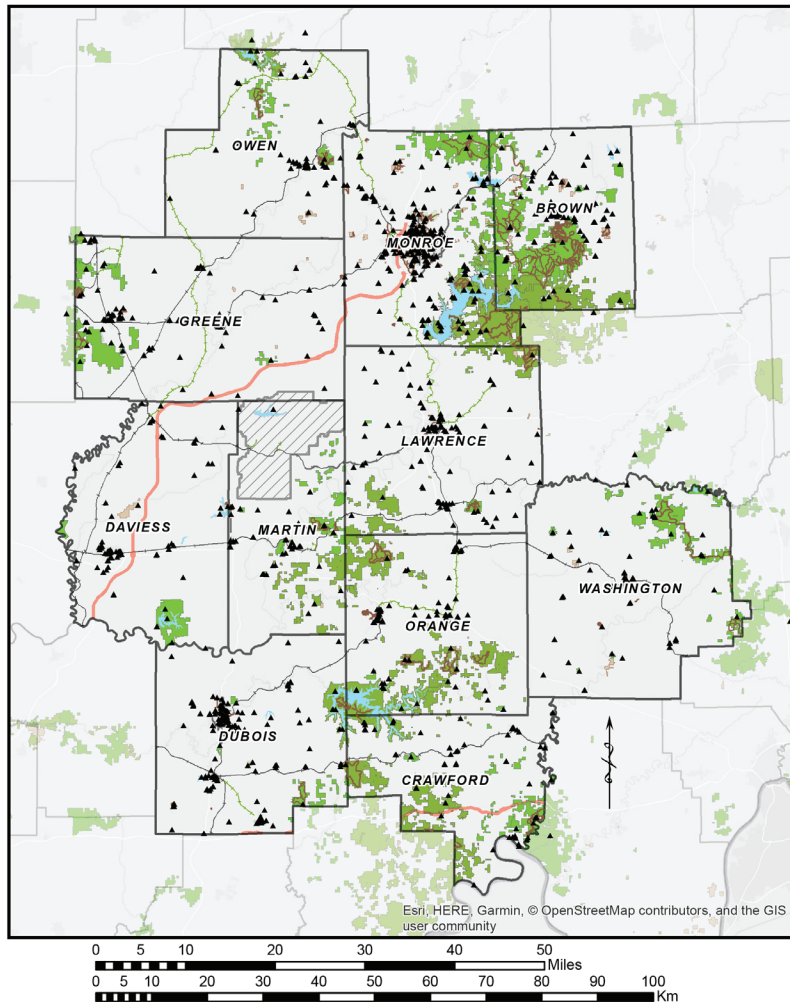 OWEN
BROWN
MONROE
GREENE
LAWRENCE
DAVIESS
MARTIN
WASHINGTON
ORANGE
DUBOIS
CRAWFORD
Esri, HERE, Garmin, © OpenStreetMap contributors, and the GIS
user community
0 5 10 20 30 40 50
Miles
0 5 10 20 30 40 50 60 70 80 90 100
Km